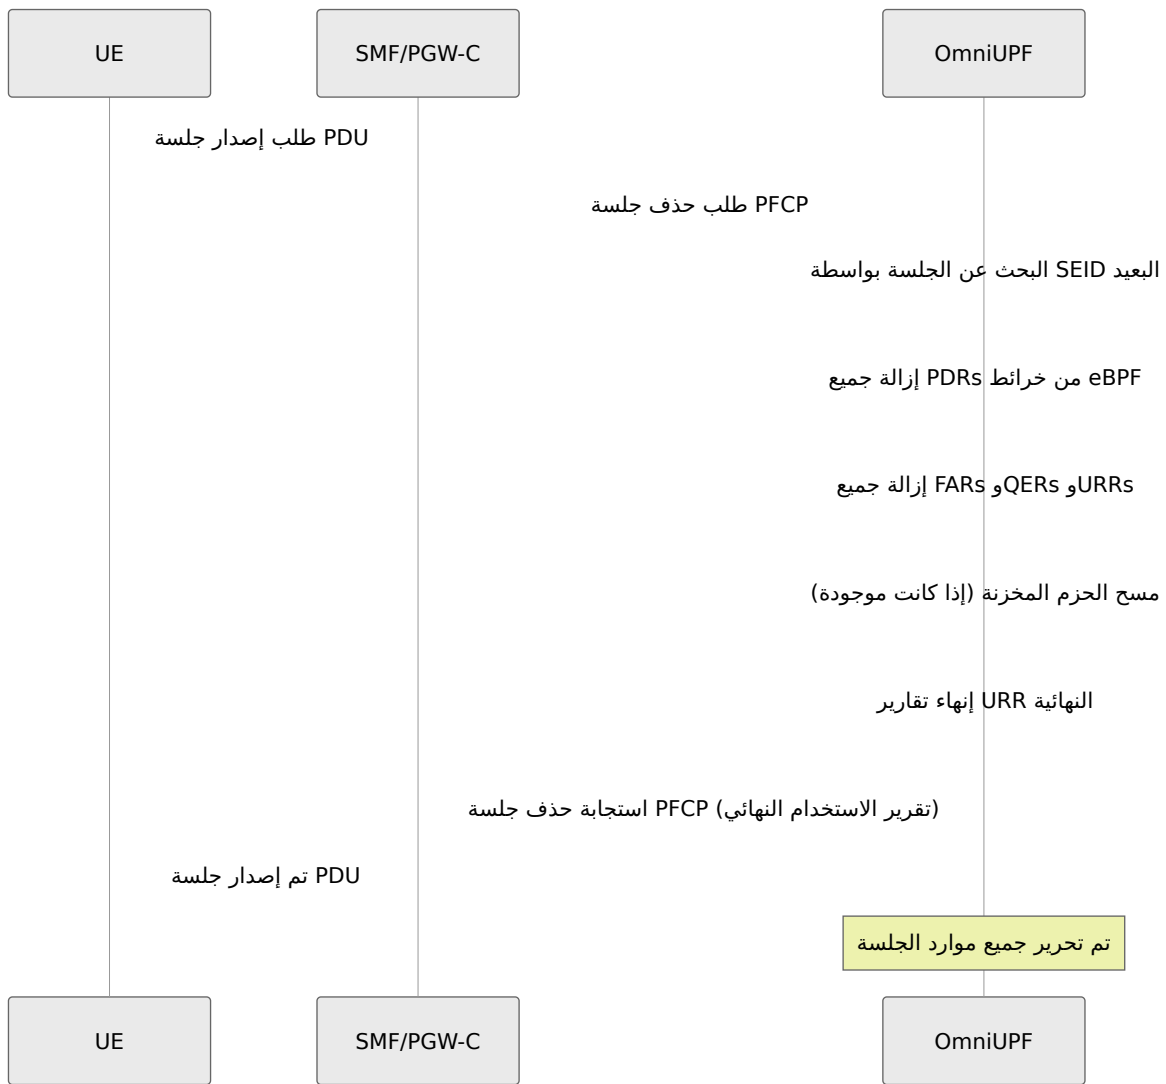 UE
SMF/PGW-C
OmniUPF
طلب إصدار جلسة PDU
طلب حذف جلسة PFCP
البحث عن الجلسة بواسطة SEID البعيد
إزالة جميع PDRs من خرائط eBPF
إزالة جميع FARs وQERs وURRs
مسح الحزم المخزنة (إذا كانت موجودة)
إنهاء تقارير URR النهائية
استجابة حذف جلسة PFCP (تقرير الاستخدام النهائي)
تم إصدار جلسة PDU
تم تحرير جميع موارد الجلسة
UE
SMF/PGW-C
OmniUPF